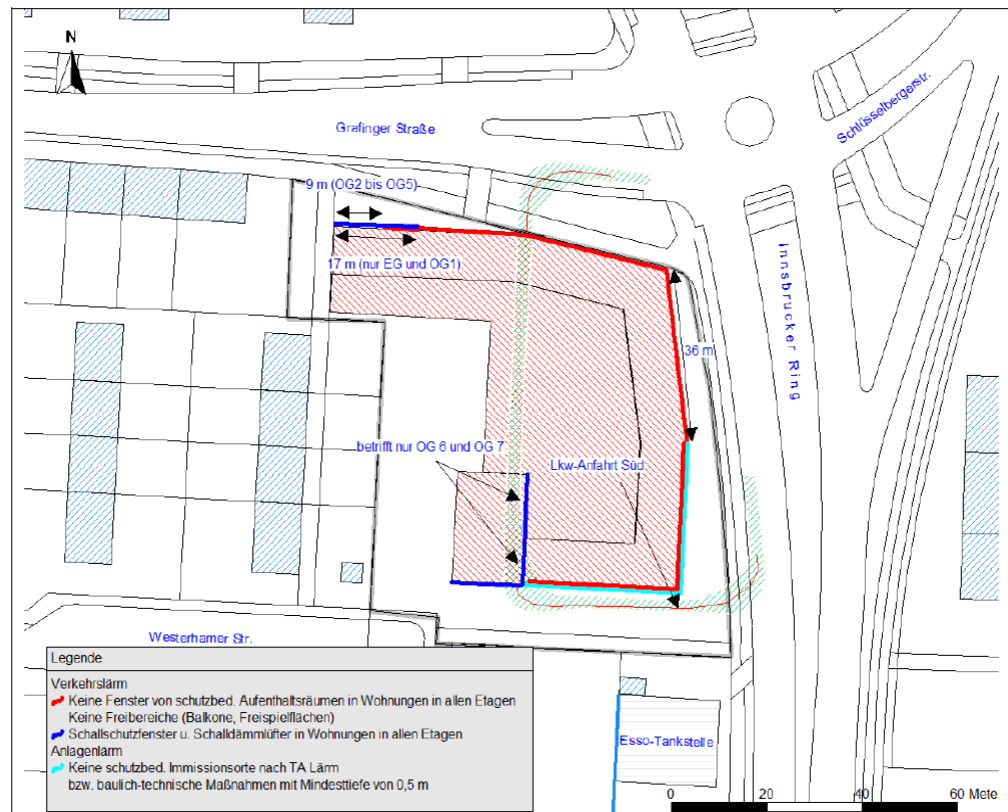 N
Grafinger Straße
Schlüsselbergerstr.
9 m (OG2 bis OG5)
17 m (nur EG und OG1)
Innsbrucker Ring
36 m
betrifft nur OG 6 und OG 7
Lkw-Anfahrt Süd
Westerhamer Str.
Legende
Verkehrslärm
Keine Fenster von schutzbed. Aufenthaltsräumen in Wohnungen in allen Etagen
Keine Freibereiche (Balkone, Freispielflächen)
Schallschutzfenster u. Schalldämmlüfter in Wohnungen in allen Etagen
Anlagenlärm
Keine schutzbed. Immissionsorte nach TA Lärm
bzw. baulich-technische Maßnahmen mit Mindesttiefe von 0,5 m
Esso-Tankstelle
0 20 40 60 Mete